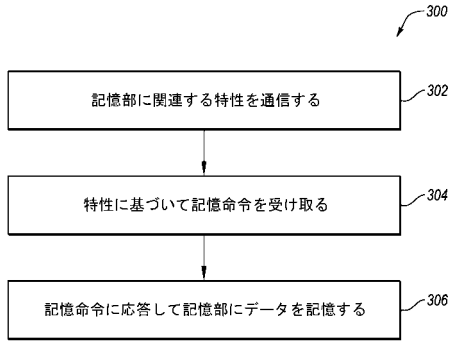 300
記憶部に関連する特性を通信する
302
特性に基づいて記憶命令を受け取る
304
記憶命令に応答して記憶部にデータを記憶する
306